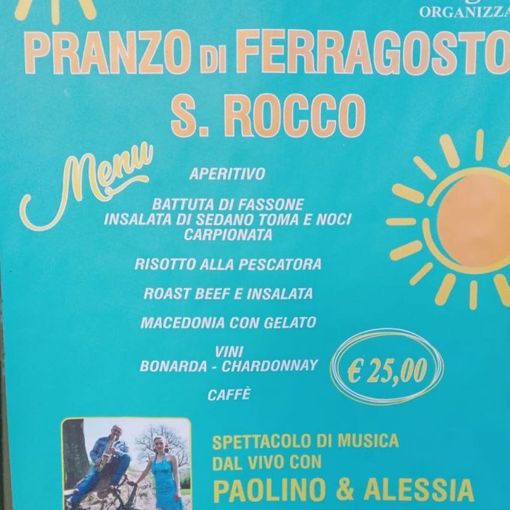 ORGANIZZA
PRANZO DI FERRAGOSTO
S. ROCCO
Menu
APERITIVO
BATTUTA DI FASSONE
INSALATA DI SEDANO TOMA E NOCI
CARPIONATA
RISOTTO ALLA PESCATORA
ROAST BEEF E INSALATA
MACEDONIA CON GELATO
VINI
BONARDA - CHARDONNAY
€ 25,00
CAFFÈ
SPETTACOLO DI MUSICA
DAL VIVO CON
PAOLINO & ALESSIA